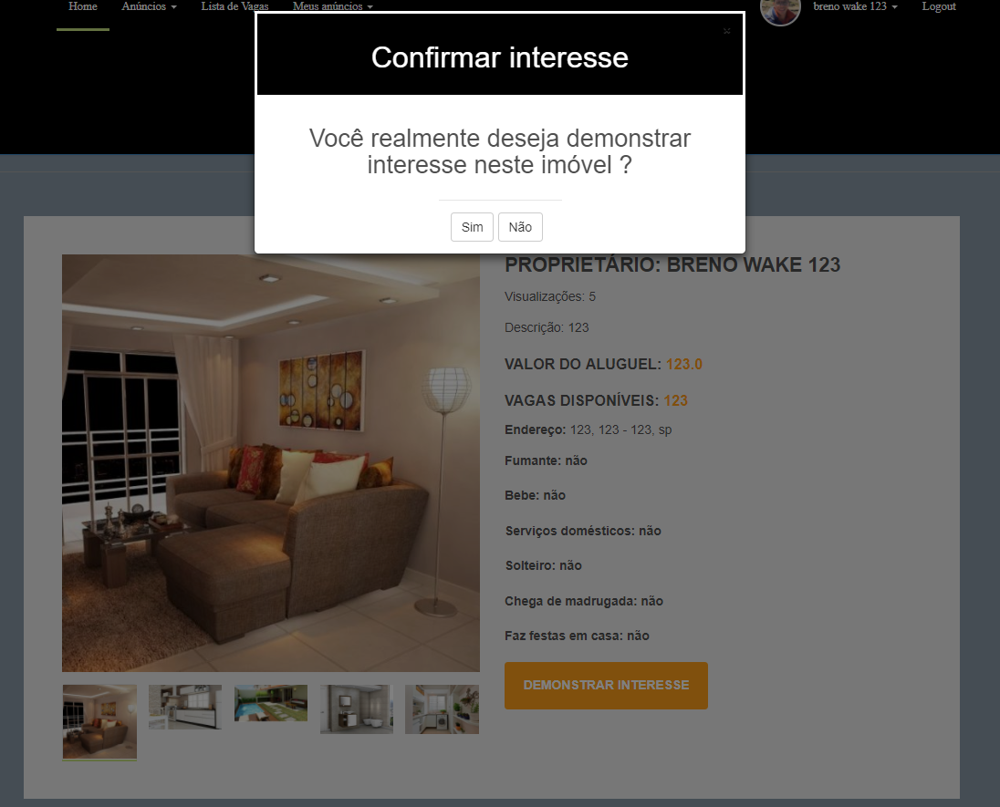 Home Anúncios Lista de Vagas Meus anúncios breno wake 123 Logout
×
Confirmar interesse
Você realmente deseja demonstrar
interesse neste imóvel ?
Sim Não
PROPRIETÁRIO: BRENO WAKE 123
Visualizações: 5
Descrição: 123
VALOR DO ALUGUEL: 123.0
VAGAS DISPONÍVEIS: 123
Endereço: 123, 123 - 123, sp
Fumante: não
Bebe: não
Serviços domésticos: não
Solteiro: não
Chega de madrugada: não
Faz festas em casa: não
DEMONSTRAR INTERESSE